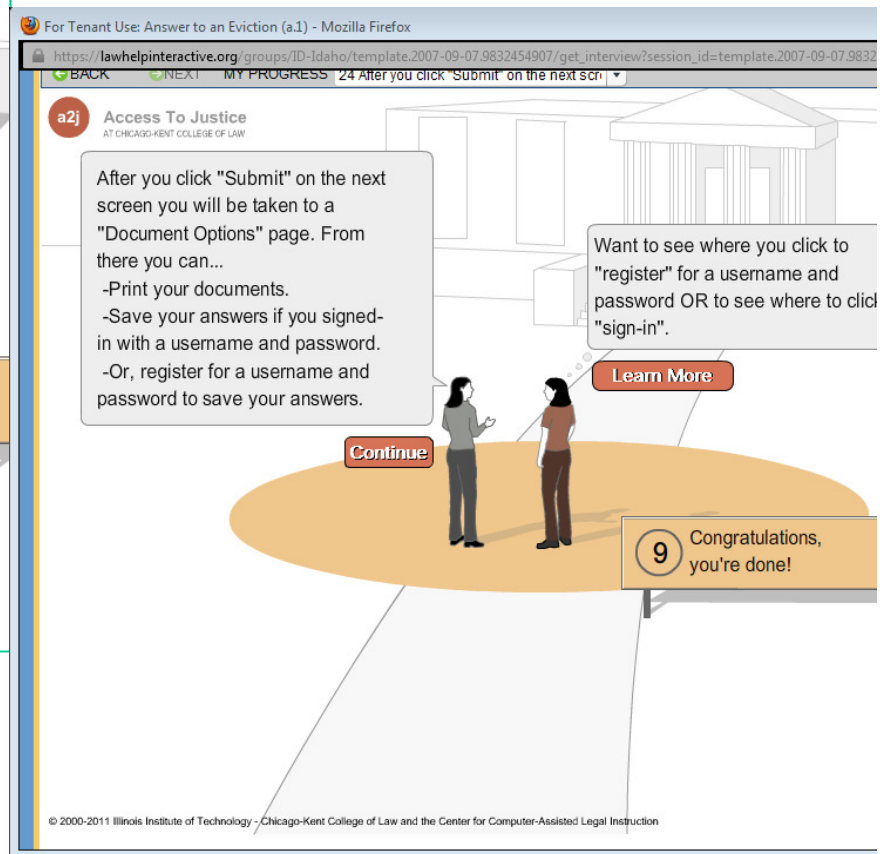 For Tenant Use: Answer to an Eviction (a.1) - Mozilla Firefox
https://lawhelpinteractive.org/groups/ID-Idaho/template.2007-09-07.9832454907/get_interview?session_id=template.2007-09-07.9832
BACK NEXT MY PROGRESS 24 After you click "Submit" on the next scr
a2j Access To Justice
AT CHICAGO-KENT COLLEGE OF LAW
After you click "Submit" on the next
screen you will be taken to a
"Document Options" page. From
there you can...
-Print your documents.
-Save your answers if you signed-
in with a username and password.
-Or, register for a username and
password to save your answers.
Continue
Want to see where you click to
"register" for a username and
password OR to see where to click
"sign-in".
Learn More
9 Congratulations,
you're done!
© 2000-2011 Illinois Institute of Technology - Chicago-Kent College of Law and the Center for Computer-Assisted Legal Instruction